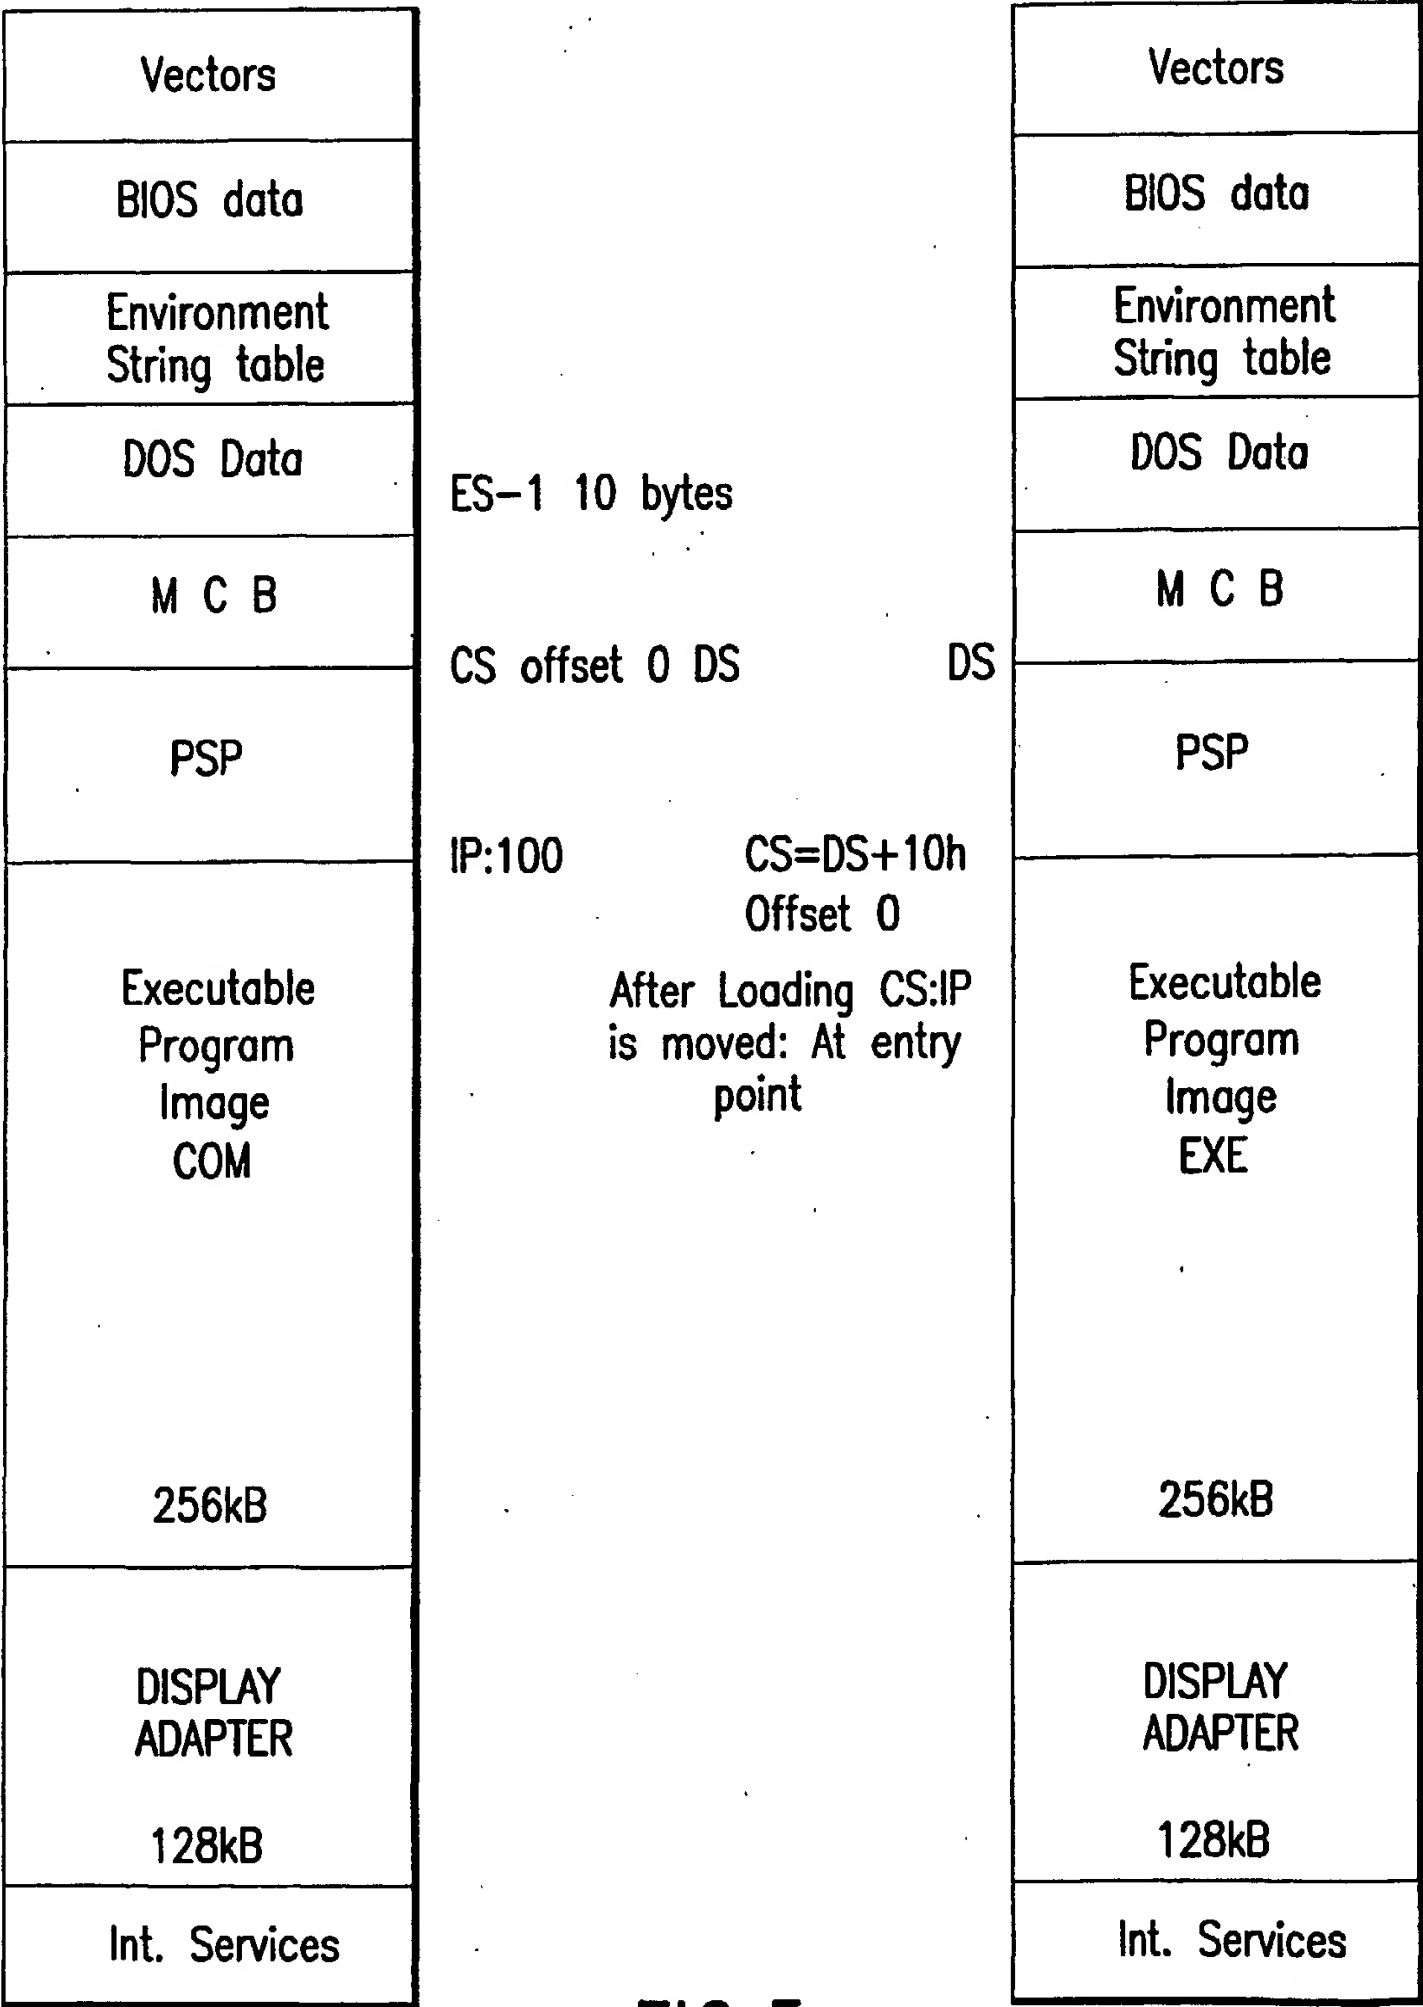 Vectors
BIOS data
Environment
String table
DOS Data
M C B
PSP
Executable
Program
Image
COM
256kB
DISPLAY
ADAPTER
128kB
Int. Services
ES-1 10 bytes
CS offset 0 DS
IP:100
DS
CS=DS+10h
Offset 0
After Loading CS:IP
is moved: At entry
point
Vectors
BIOS data
Environment
String table
DOS Data
M C B
PSP
Executable
Program
Image
EXE
256kB
DISPLAY
ADAPTER
128kB
Int. Services